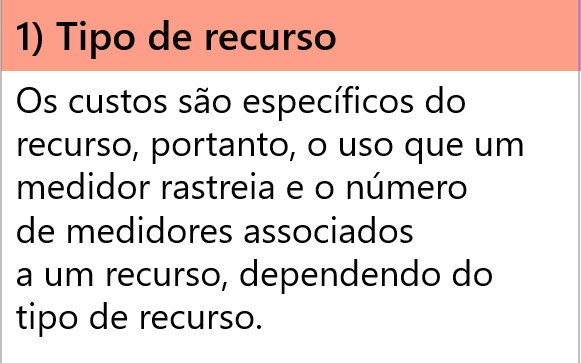 1) Tipo de recurso
Os custos são específicos do
recurso, portanto, o uso que um
medidor rastreia e o número
de medidores associados
a um recurso, dependendo do
tipo de recurso.